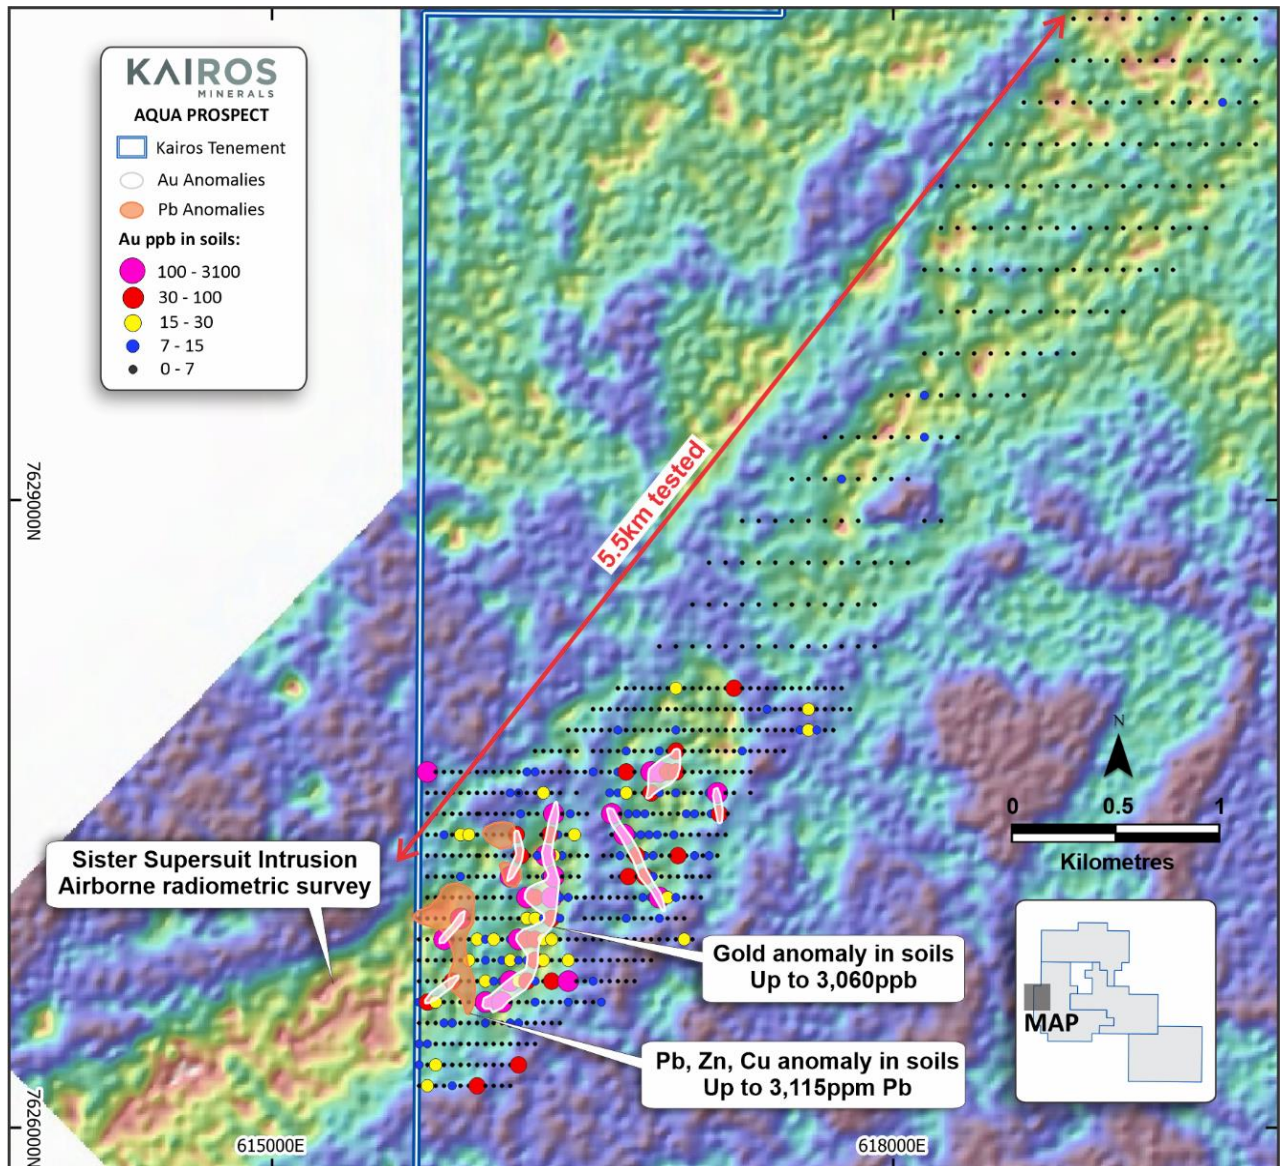 KAIROS
MINERALS
AQUA PROSPECT
Kairos Tenement
Au Anomalies
Pb Anomalies
Au ppb in soils:
100 - 3100
30 - 100
15 - 30
7 - 15
0 - 7
5.5km tested
7629000N
N
0 0.5 1
Kilometres
Sister Supersuit Intrusion
Airborne radiometric survey
Gold anomaly in soils
Up to 3,060ppb
MAP
Pb, Zn, Cu anomaly in soils
Up to 3,115ppm Pb
7626000N
615000E
618000E